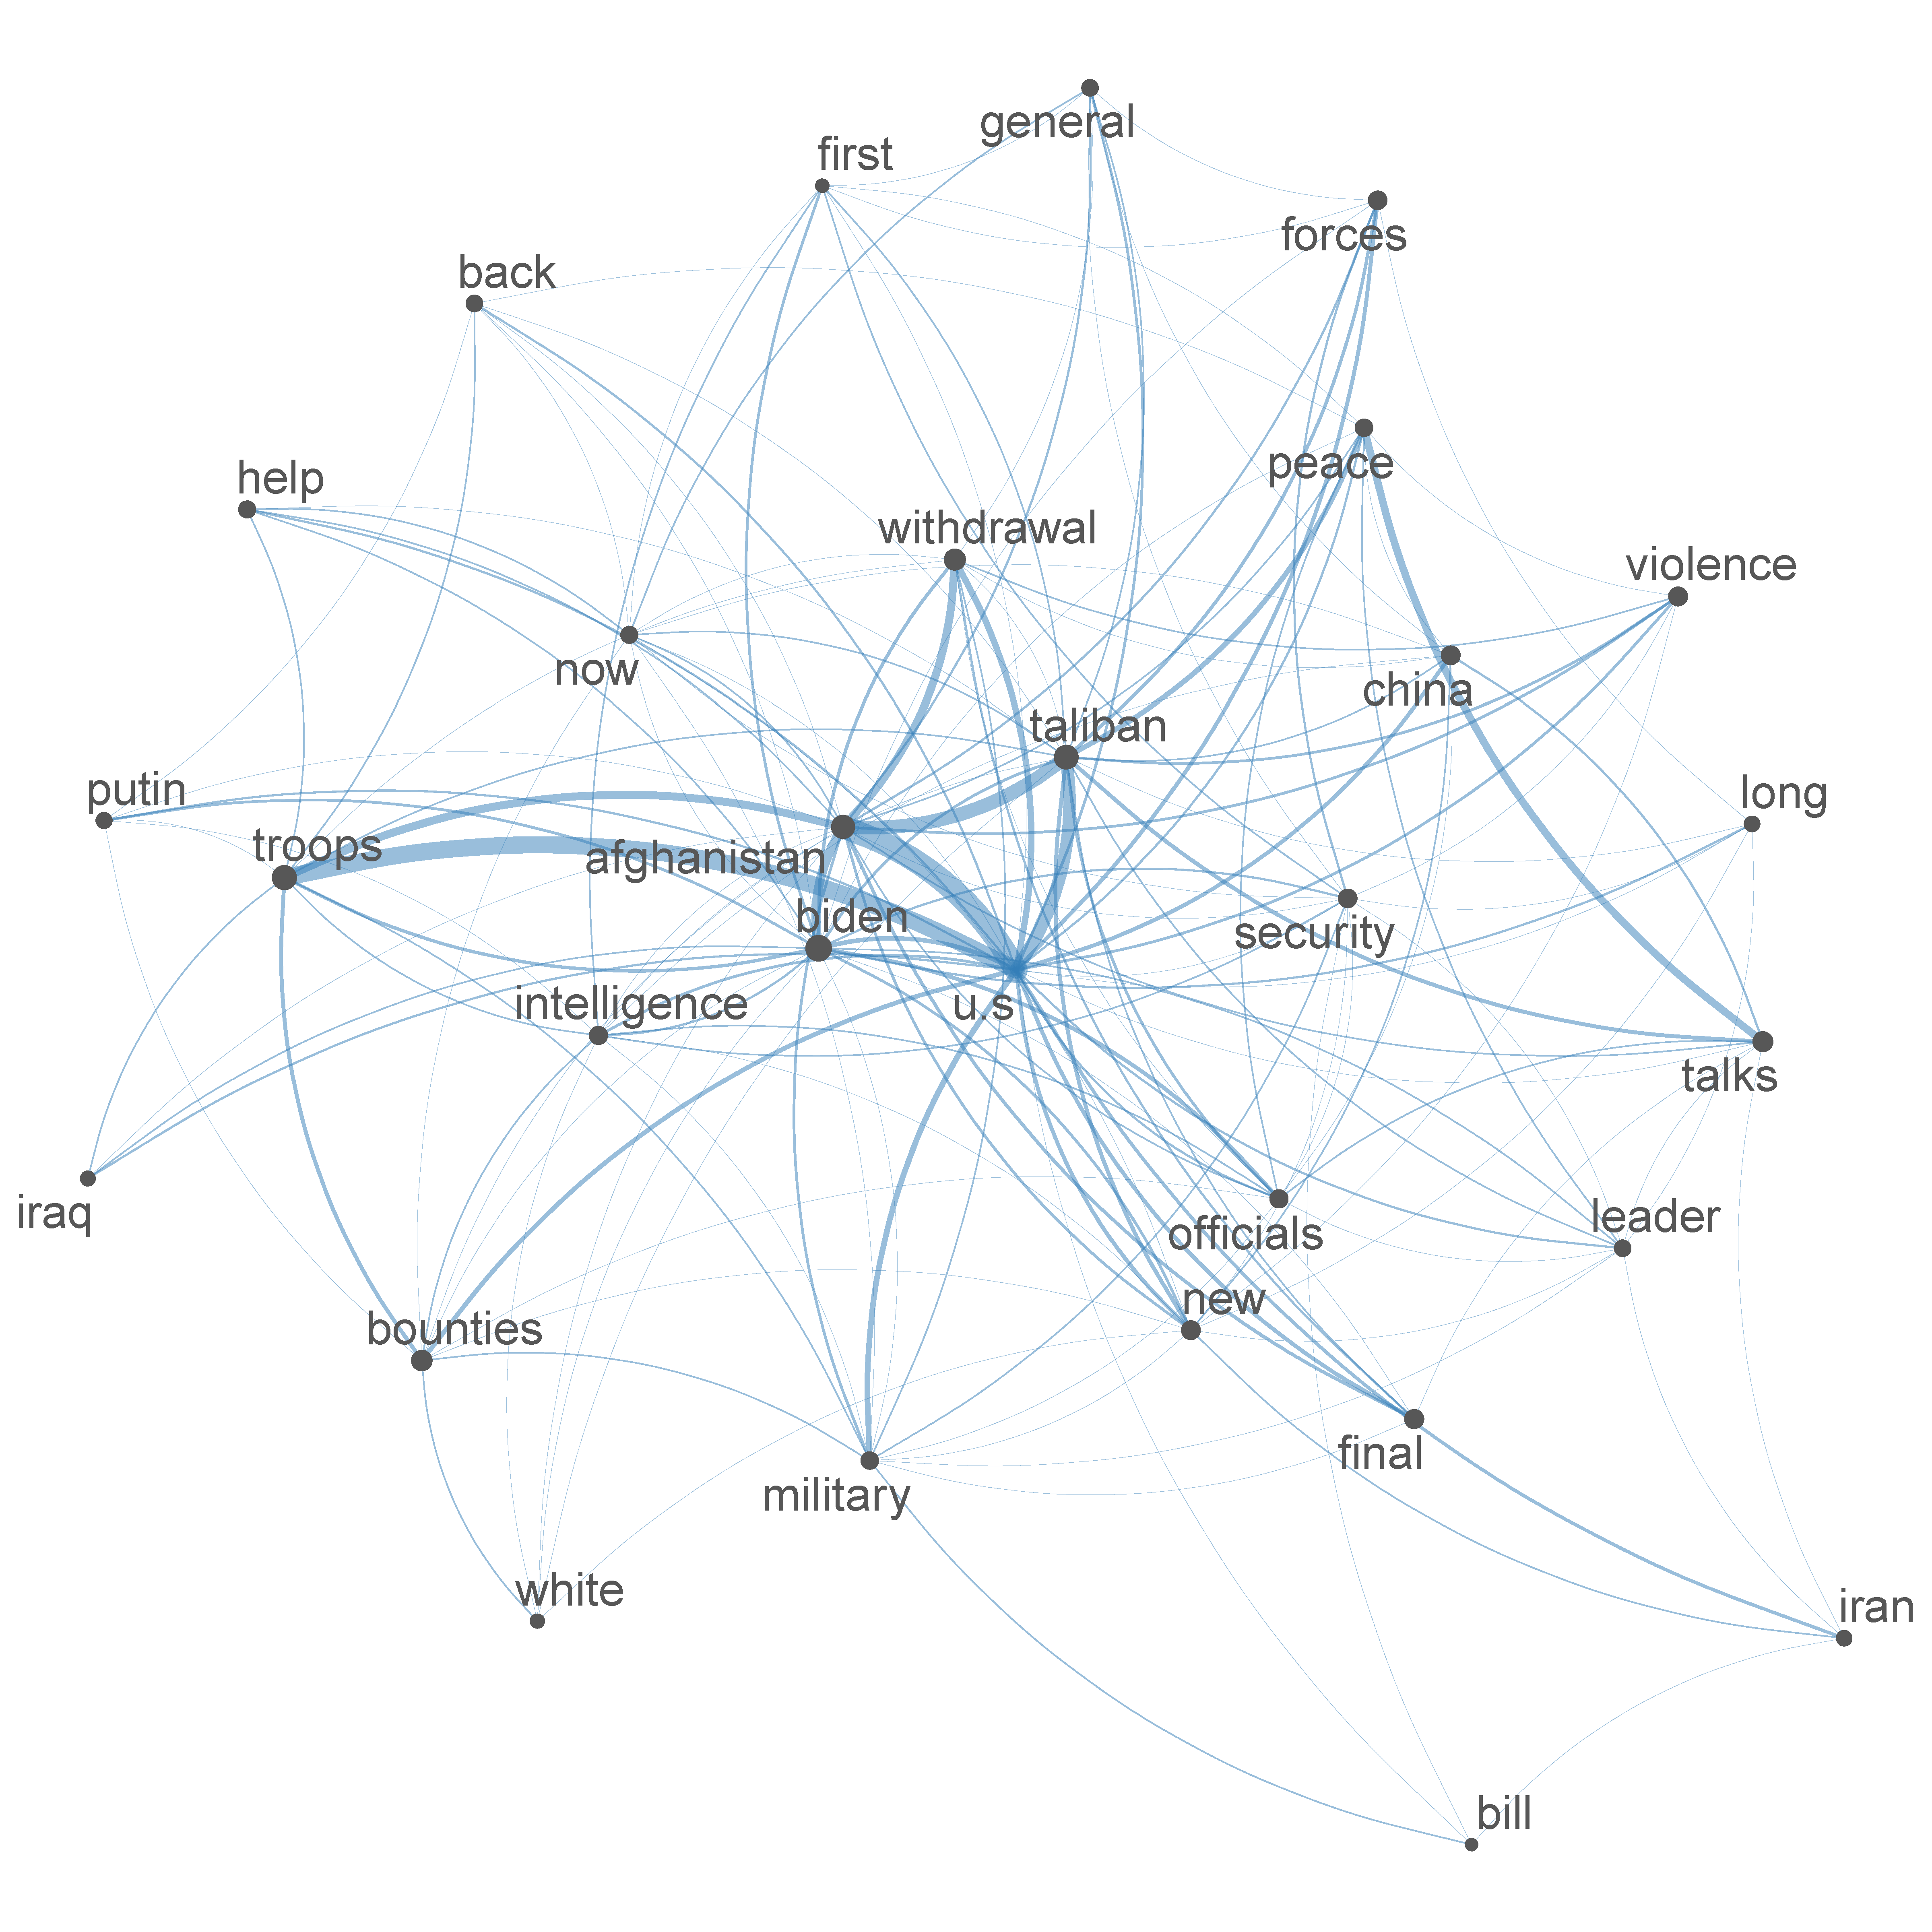 general
first
forces
back
peace
help
withdrawal
violence
now
china
taliban
putin
long
troops
afghanistan
biden
security
intelligence
u.s
talks
iraq
officials
leader
new
bounties
final
military
white
iran
bill